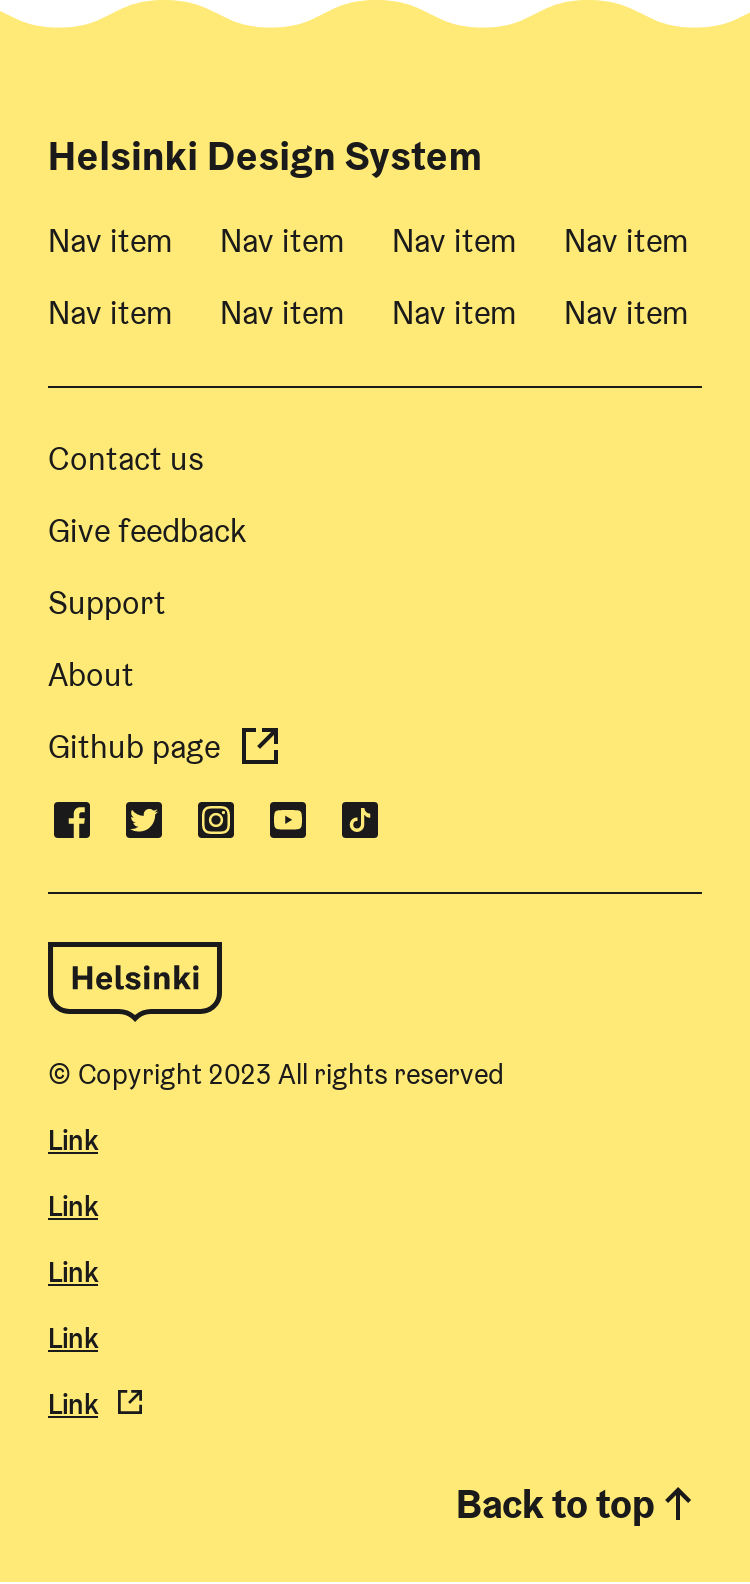 Helsinki Design System
Nav item Nav item Nav item Nav item
Nav item Nav item Nav item Nav item
Contact us
Give feedback
Support
About
Github page
Helsinki
© Copyright 2023 All rights reserved
Link
Link
Link
Link
Link
Back to top